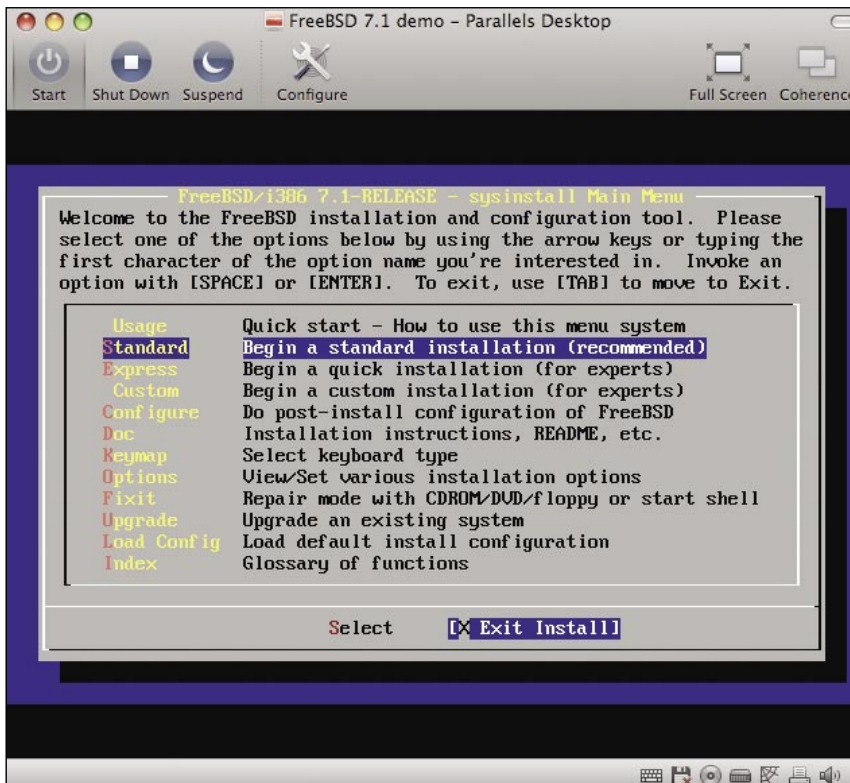 FreeBSD 7.1 demo – Parallels Desktop
Start Shut Down Suspend Configure Full Screen Coherence
FreeBSD/i386 7.1-RELEASE - sysinstall Main Menu
Welcome to the FreeBSD installation and configuration tool. Please
select one of the options below by using the arrow keys or typing the
first character of the option name you're interested in. Invoke an
option with [SPACE] or [ENTER]. To exit, use [TAB] to move to Exit.
Usage Quick start - How to use this menu system
Standard Begin a standard installation (recommended)
Express Begin a quick installation (for experts)
Custom Begin a custom installation (for experts)
Configure Do post-install configuration of FreeBSD
Doc Installation instructions, README, etc.
Keymap Select keyboard type
Options View/Set various installation options
Fixit Repair mode with CDROM/DVD/floppy or start shell
Upgrade Upgrade an existing system
Load Config Load default install configuration
Index Glossary of functions
Select [X Exit Install]